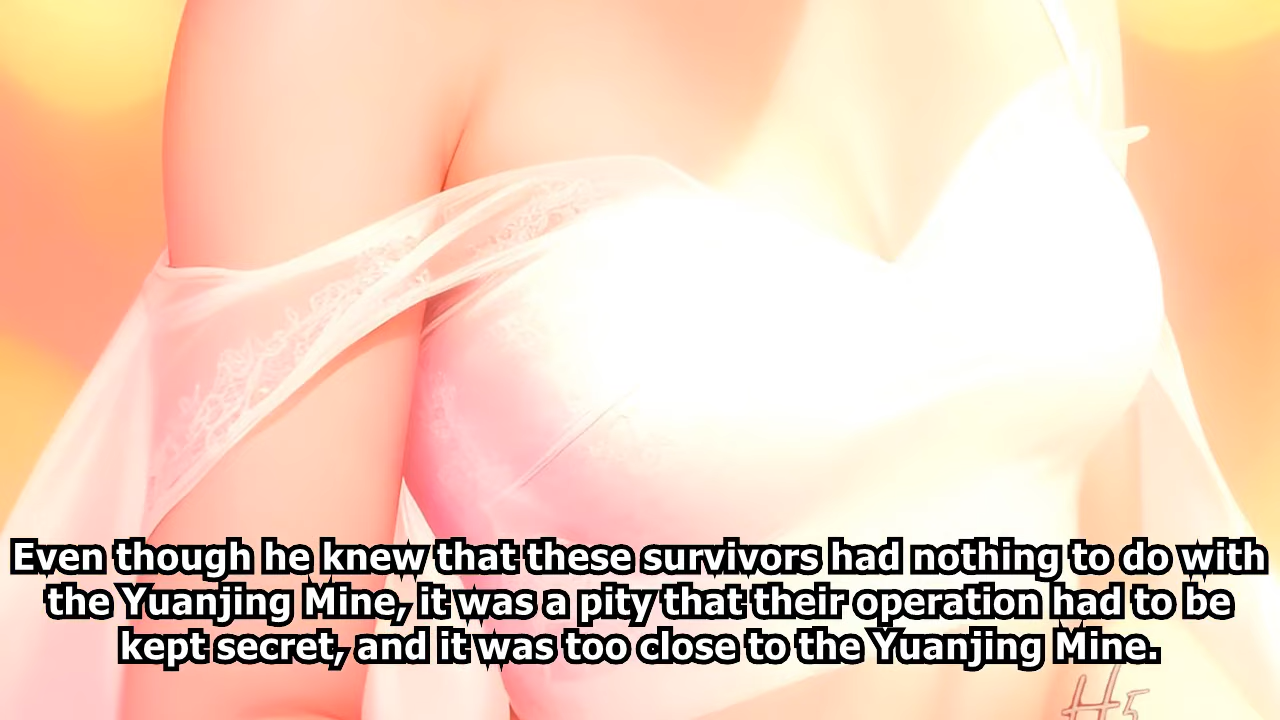 Even though he knew that these survivors had nothing to do with
the Yuanjing Mine, it was a pity that their operation had to be
kept secret, and it was too close to the Yuanjing Mine.